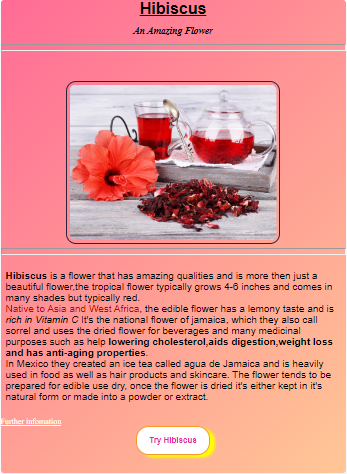 Hibiscus
An Amazing Flower
Hibiscus is a flower that has amazing qualities and is more then just a
beautiful flower,the tropical flower typically grows 4-6 inches and comes in
many shades but typically red.
Native to Asia and West Africa, the edible flower has a lemony taste and is
rich in Vitamin C It's the national flower of jamaica, which they also call
sorrel and uses the dried flower for beverages and many medicinal
purposes such as help lowering cholesterol,aids digestion,weight loss
and has anti-aging properties.
In Mexico they created an ice tea called agua de Jamaica and is heavily
used in food as well as hair products and skincare. The flower tends to be
prepared for edible use dry, once the flower is dried it's either kept in it's
natural form or made into a powder or extract.
Further infomation
Try Hibiscus